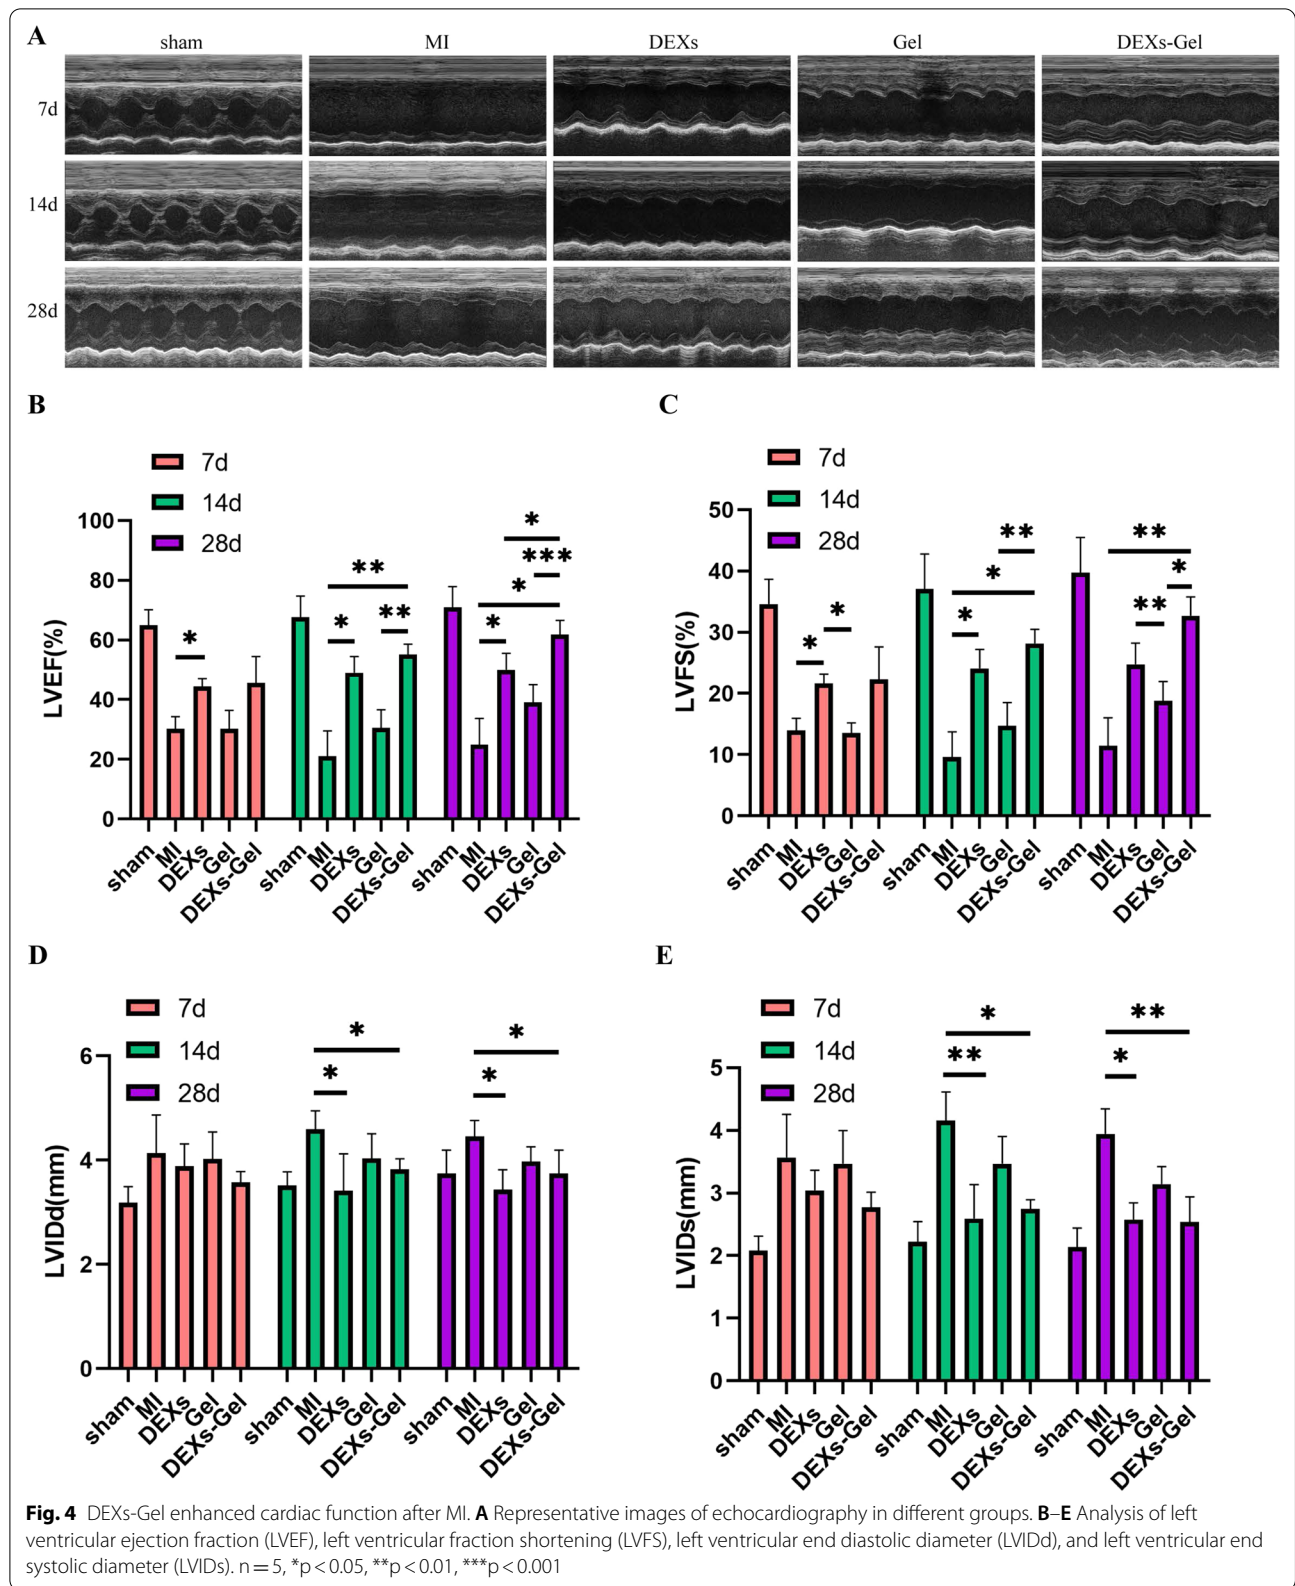 A
sham MI DEXs Gel DEXs-Gel
7d
14d
28d
B
7d
14d
28d
LVEF(%)
100
80
60
40
20
0
* ** * ** * * *** *
sham MI DEXs Gel DEXs-Gel sham MI DEXs Gel DEXs-Gel sham MI DEXs Gel DEXs-Gel
C
7d
14d
28d
LVFS(%)
50
40
30
20
10
0
* * * * ** ** ** *
sham MI DEXs Gel DEXs-Gel sham MI DEXs Gel DEXs-Gel sham MI DEXs Gel DEXs-Gel
D
7d
14d
28d
LVIDd(mm)
6
4
2
0
* * * *
sham MI DEXs Gel DEXs-Gel sham MI DEXs Gel DEXs-Gel sham MI DEXs Gel DEXs-Gel
E
7d
14d
28d
LVIDs(mm)
5
4
3
2
1
0
** * * **
sham MI DEXs Gel DEXs-Gel sham MI DEXs Gel DEXs-Gel sham MI DEXs Gel DEXs-Gel
Fig. 4 DEXs-Gel enhanced cardiac function after MI. A Representative images of echocardiography in different groups. B–E Analysis of left
ventricular ejection fraction (LVEF), left ventricular fraction shortening (LVFS), left ventricular end diastolic diameter (LVIDd), and left ventricular end
systolic diameter (LVIDs). n = 5, *p < 0.05, **p < 0.01, ***p < 0.001